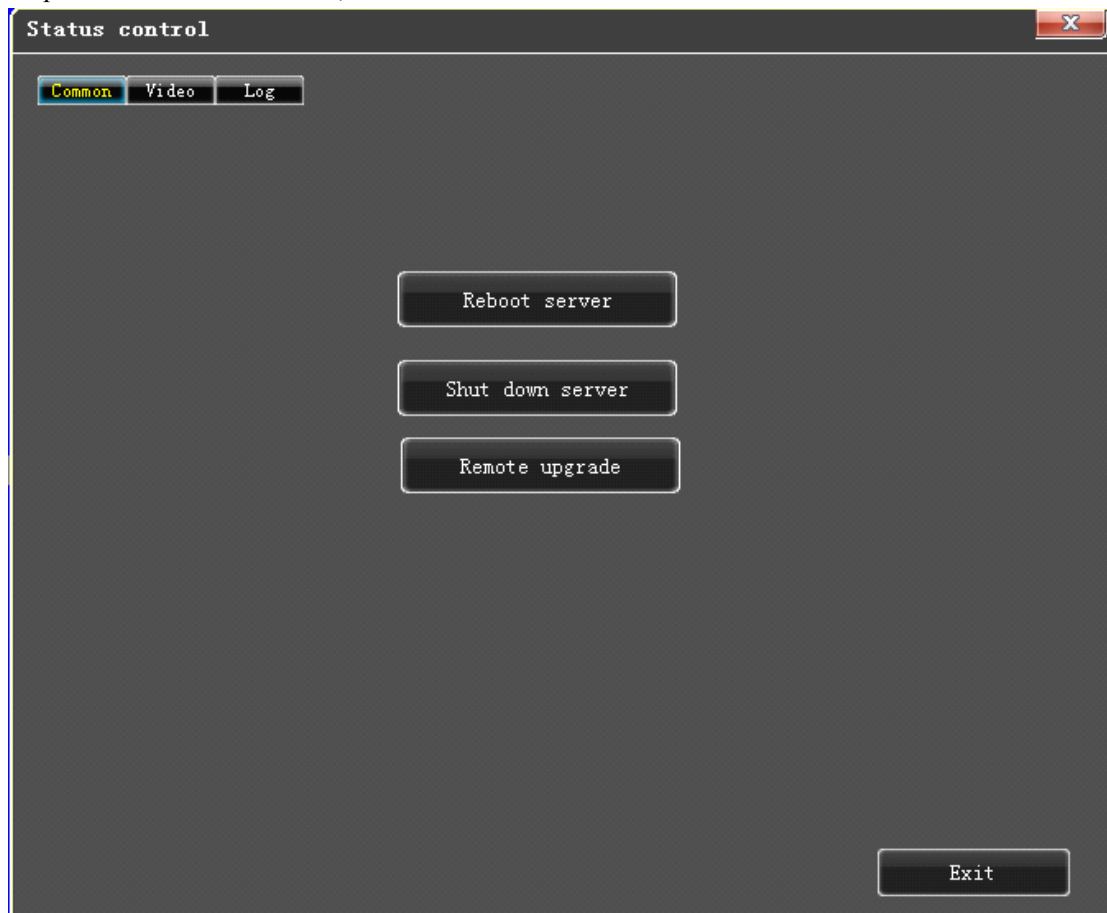 Status control
X
Common Video Log
Reboot server
Shut down server
Remote upgrade
Exit